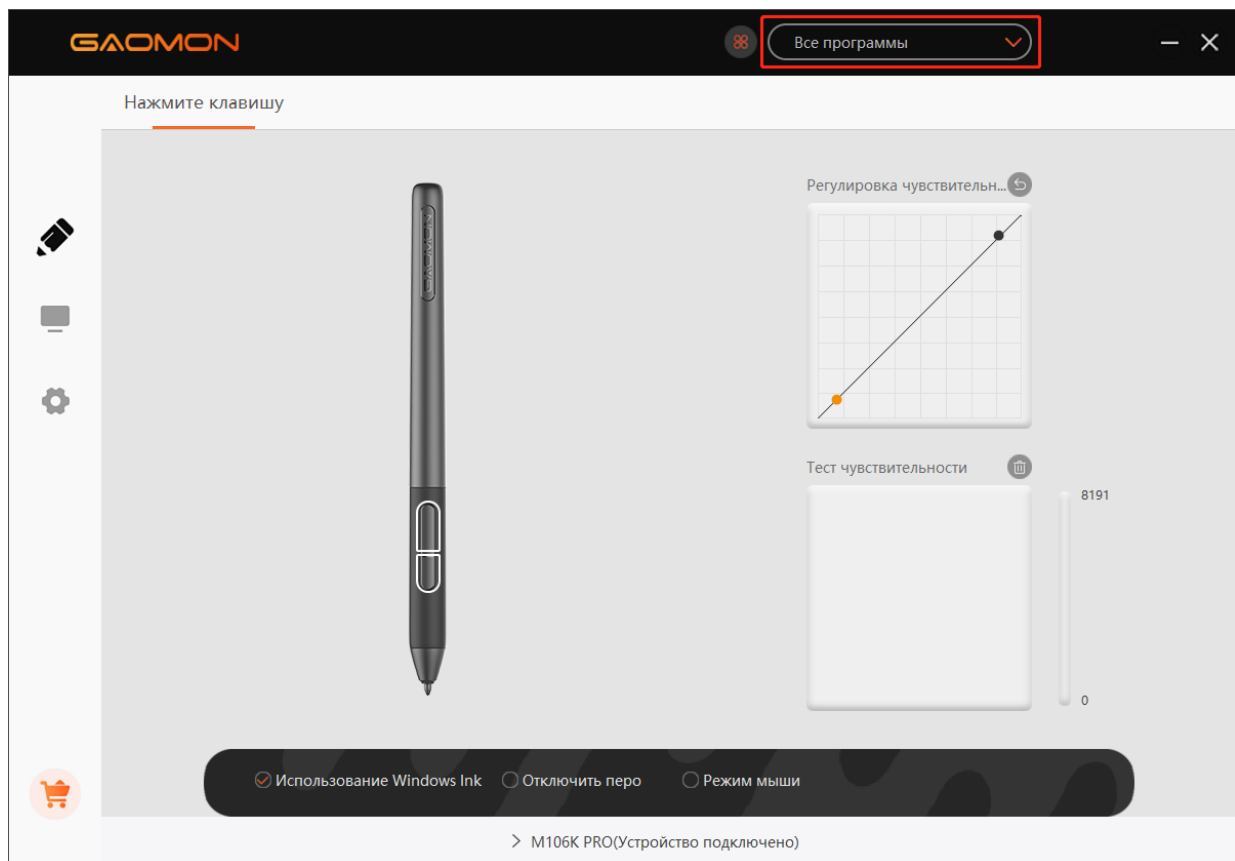 GAOMON
Все программы
Нажмите клавишу
GAOMON
Регулировка чувствительн...
Тест чувствительности
8191
0
Использование Windows Ink
Отключить перо
Режим мыши
M106K PRO(Устройство подключено)